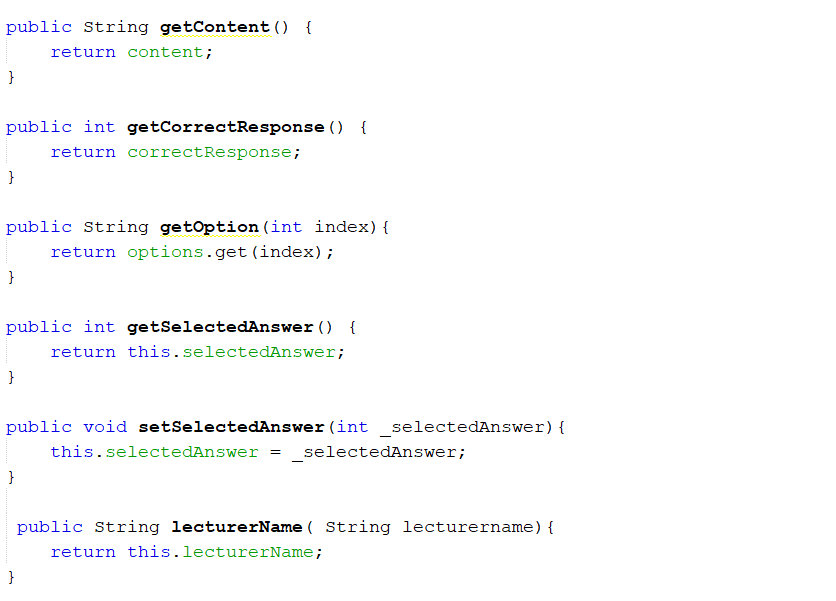 public String getContent() {
    return content;
}
public int getCorrectResponse() {
    return correctResponse;
}
public String getOption(int index){
    return options.get(index);
}
public int getSelectedAnswer() {
    return this.selectedAnswer;
}
public void setSelectedAnswer(int _selectedAnswer){
    this.selectedAnswer = _selectedAnswer;
}
 public String lecturerName( String lecturername){
    return this.lecturerName;
}